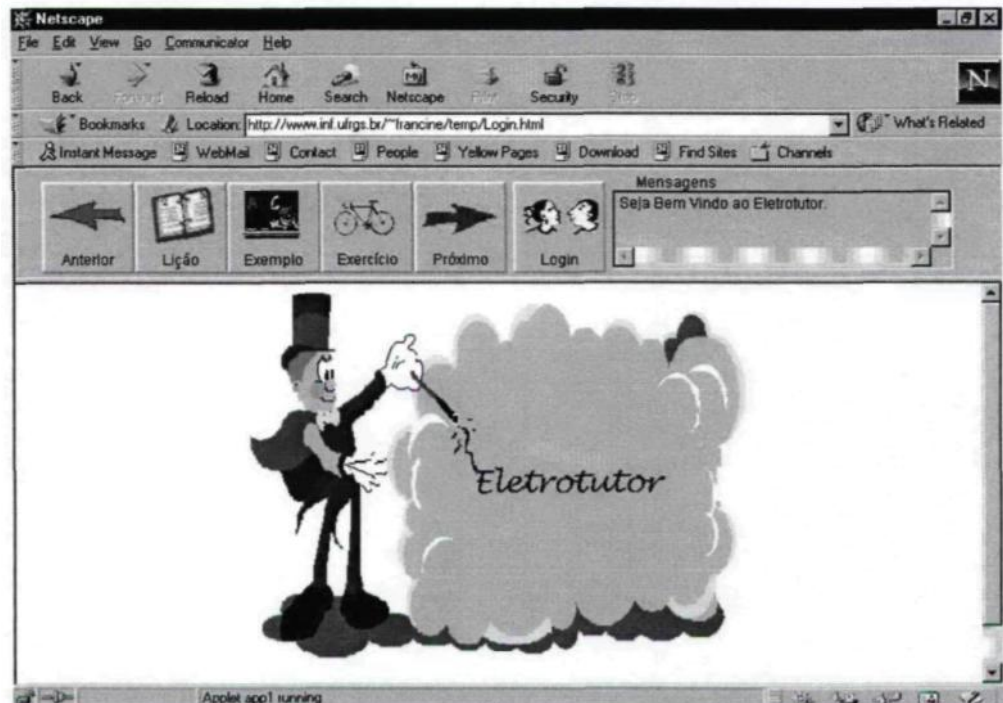 Netscape
File Edit View Go Communicator Help
Back Forward Reload Home Search Netscape Print Security Stop
N
Bookmarks Location: http://www.inf.ufrgs.br/~francine/temp/Login.html What's Related
Instant Message WebMail Contact People Yellow Pages Download Find Sites Channels
Mensagens
Seja Bem Vindo ao Eletrotutor.
Anterior Lição Exemplo Exercício Próximo Login
Eletrotutor
Applet app1 running